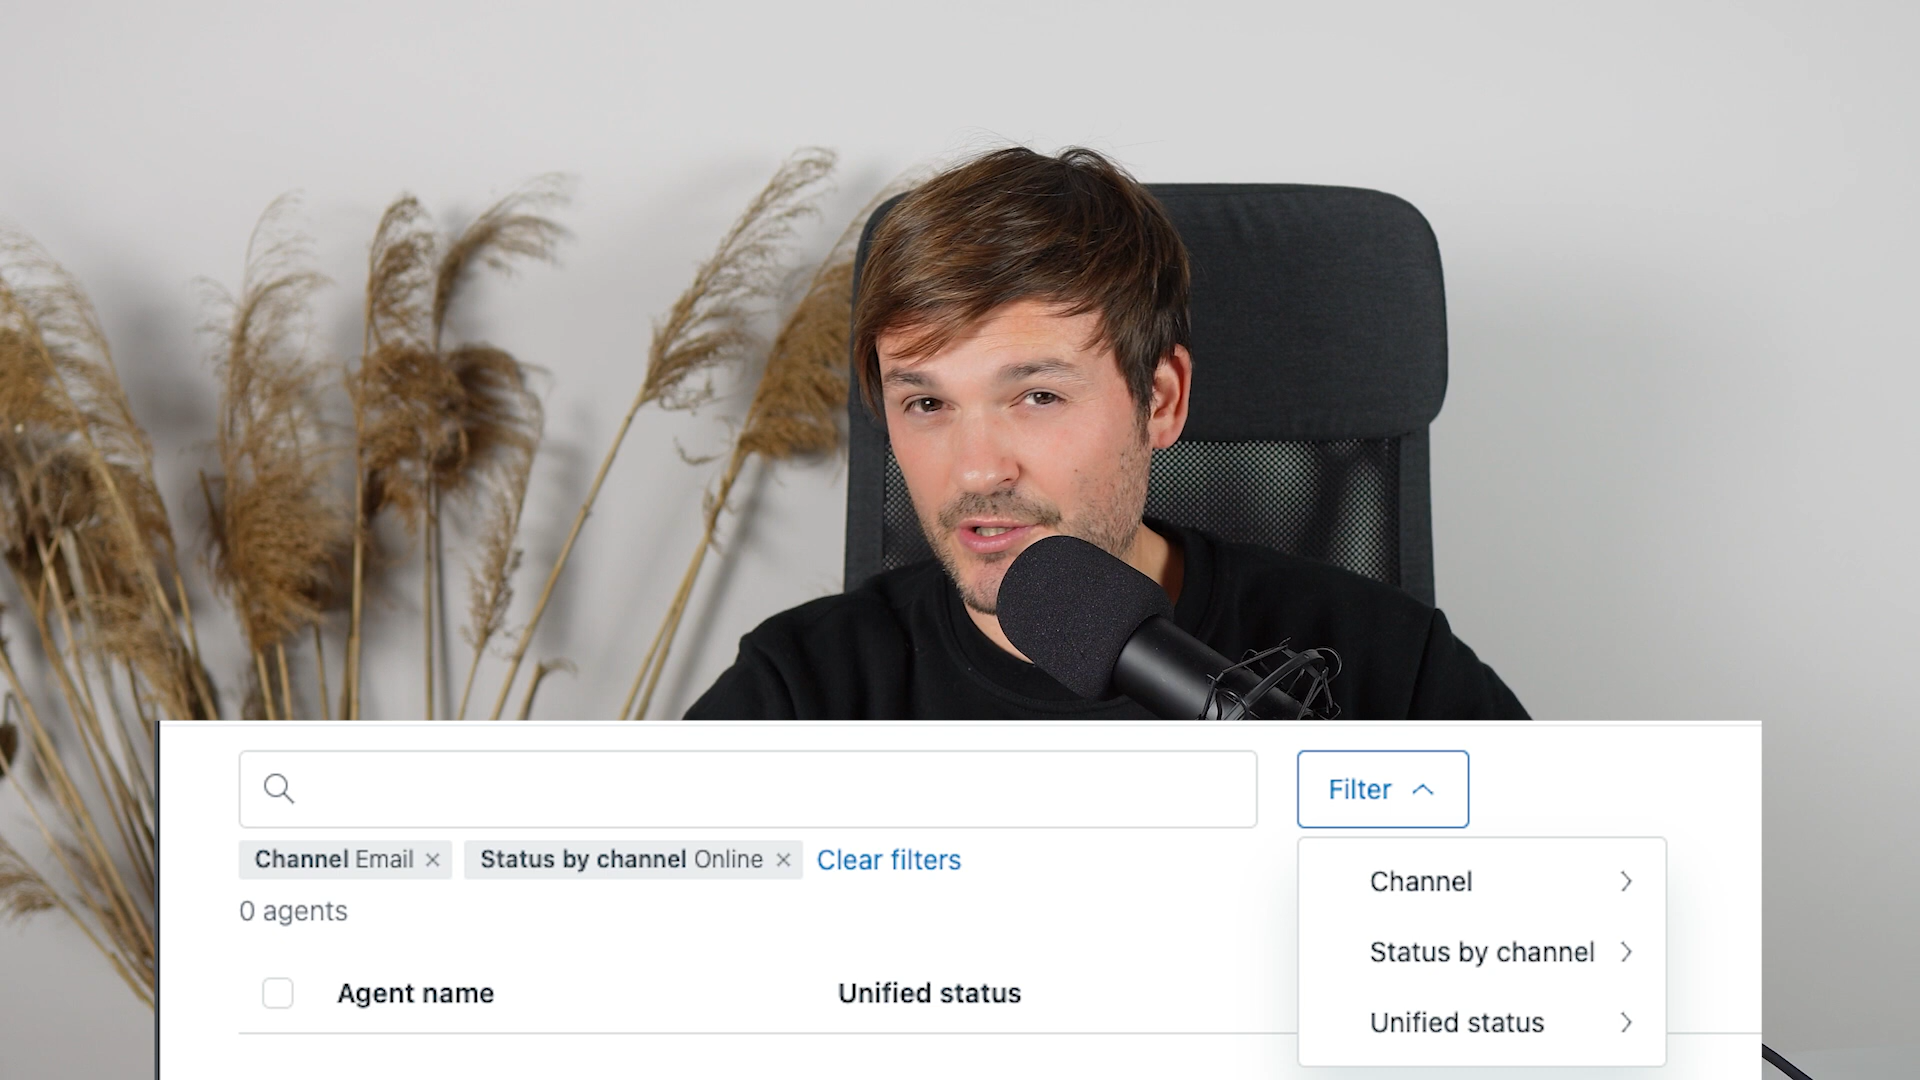 Filter
Channel Email
Status by channel Online
Clear filters
0 agents
Agent name
Unified status
Channel
Status by channel
Unified status